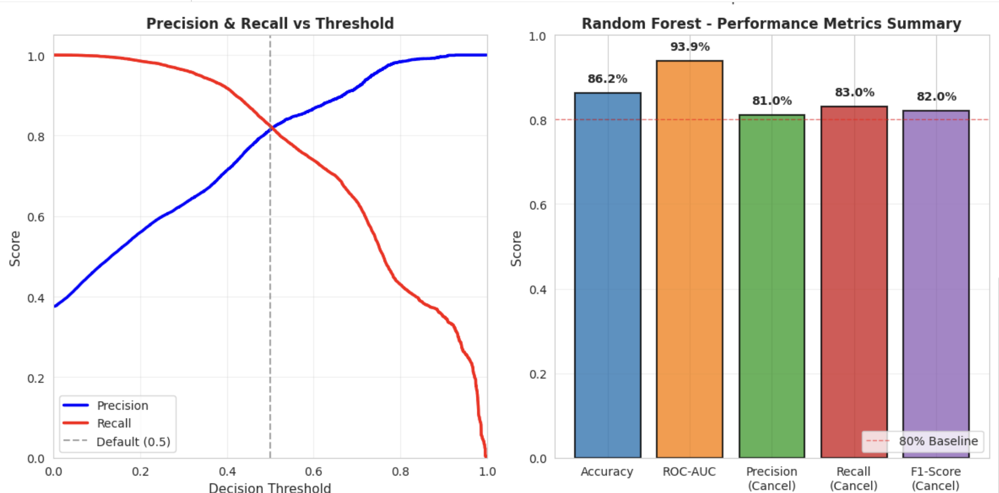 Precision & Recall vs Threshold
1.0
0.8
0.6
0.4
0.2
0.0
Score
0.0 0.2 0.4 0.6 0.8 1.0
Decision Threshold
Precision
Recall
Default (0.5)
Random Forest - Performance Metrics Summary
1.0
0.8
0.6
0.4
0.2
0.0
Score
86.2%
93.9%
81.0%
83.0%
82.0%
80% Baseline
Accuracy ROC-AUC Precision Recall F1-Score
(Cancel) (Cancel) (Cancel)